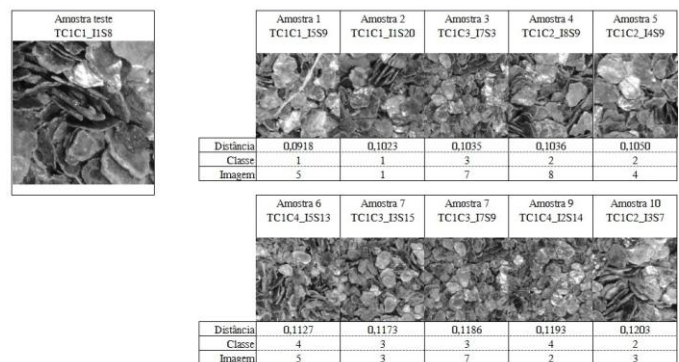 Amostra teste
TC1C1_I1S8
Amostra 1 Amostra 2 Amostra 3 Amostra 4 Amostra 5
TC1C1_I5S9 TC1C1_I1S20 TC1C3_I7S3 TC1C2_I8S9 TC1C2_I4S9
Distância 0,0918 0,1023 0,1035 0,1036 0,1050
Classe 1 1 3 2 2
Imagem 5 1 7 8 4
Amostra 6 Amostra 7 Amostra 7 Amostra 9 Amostra 10
TC1C4_I5S13 TC1C3_I3S15 TC1C3_I7S9 TC1C4_I2S14 TC1C2_I3S7
Distância 0,1127 0,1173 0,1186 0,1193 0,1203
Classe 4 3 3 4 2
Imagem 5 3 7 2 3